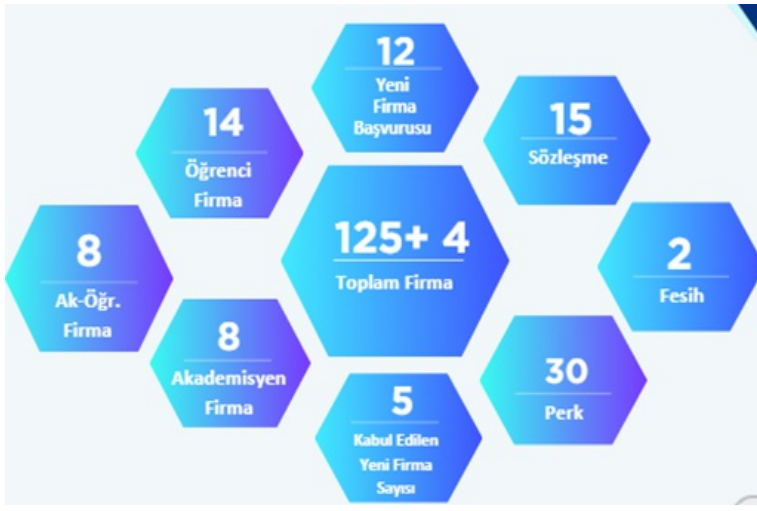 12
Yeni
Firma
Başvurusu
14
Öğrenci
Firma
15
Sözleşme
125+ 4
Toplam Firma
8
Ak-Öğr.
Firma
2
Fesih
8
Akademisyen
Firma
30
Perk
5
Kabul Edilen
Yeni Firma
Sayısı